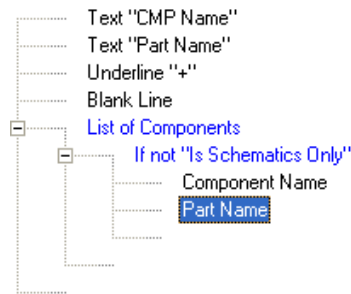 Text "CMP Name"
Text "Part Name"
Underline "+"
Blank Line
List of Components
If not "Is Schematics Only"
Component Name
Part Name